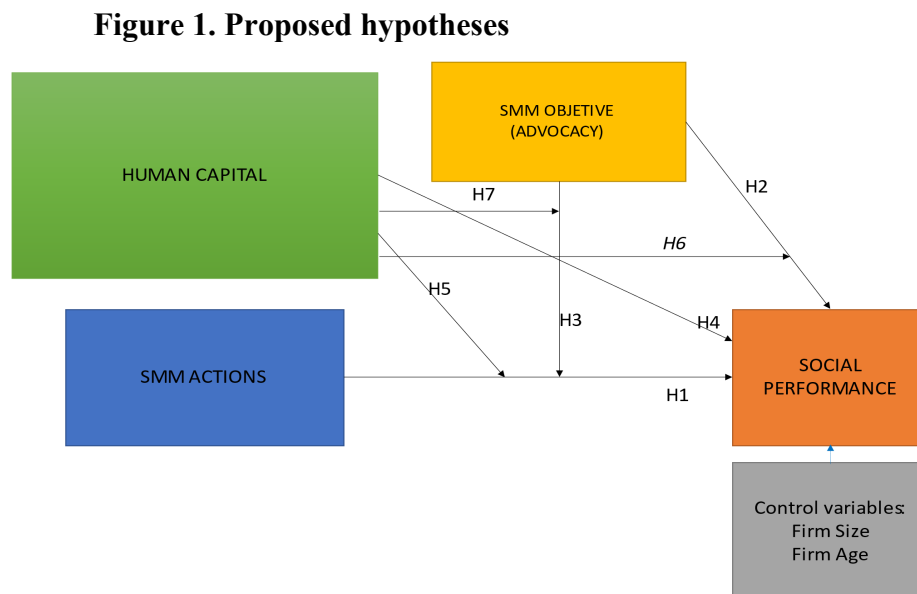 Figure 1. Proposed hypotheses
SMM OBJETIVE
(ADVOCACY)
HUMAN CAPITAL
H7
H2
H6
H5
H3
H4
SMM ACTIONS
H1
SOCIAL
PERFORMANCE
Control variables:
Firm Size
Firm Age